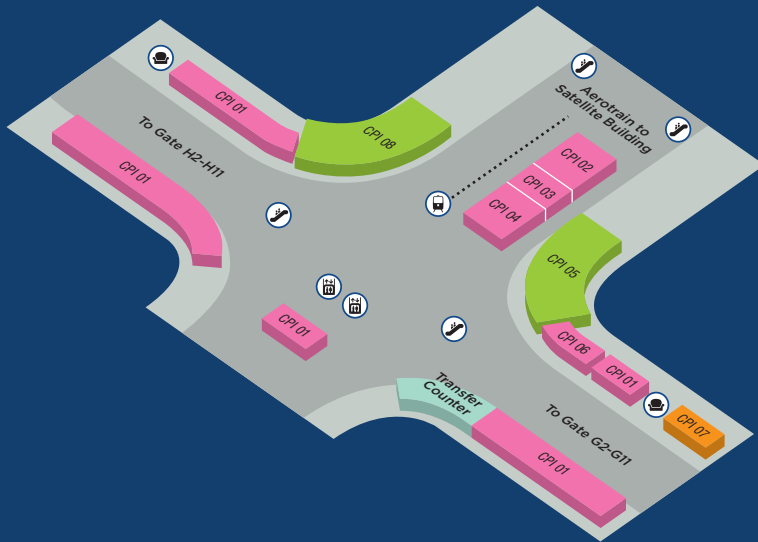 CPI 01
CPI 08
To Gate H2-H11
CPI 01
Aerotrain to
Satellite Building
CPI 02
CPI 03
CPI 04
CPI 05
CPI 01
CPI 06
CPI 01
CPI 07
Transfer
Counter
To Gate G2-G11
CPI 01